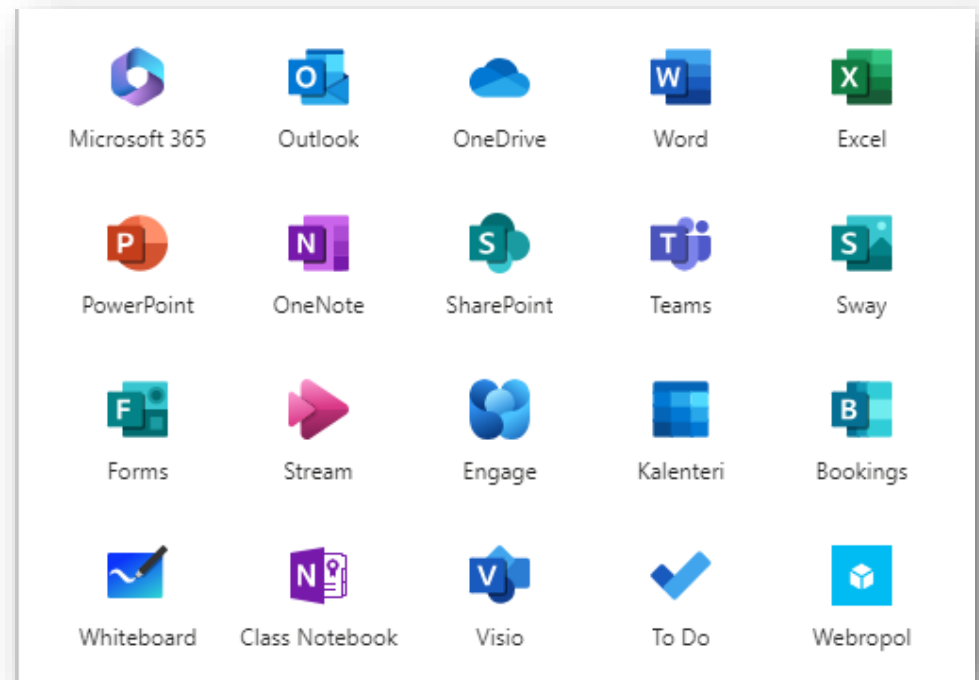 Microsoft 365 Outlook OneDrive Word Excel
PowerPoint OneNote SharePoint Teams Sway
Forms Stream Engage Kalenteri Bookings
Whiteboard Class Notebook Visio To Do Webropol